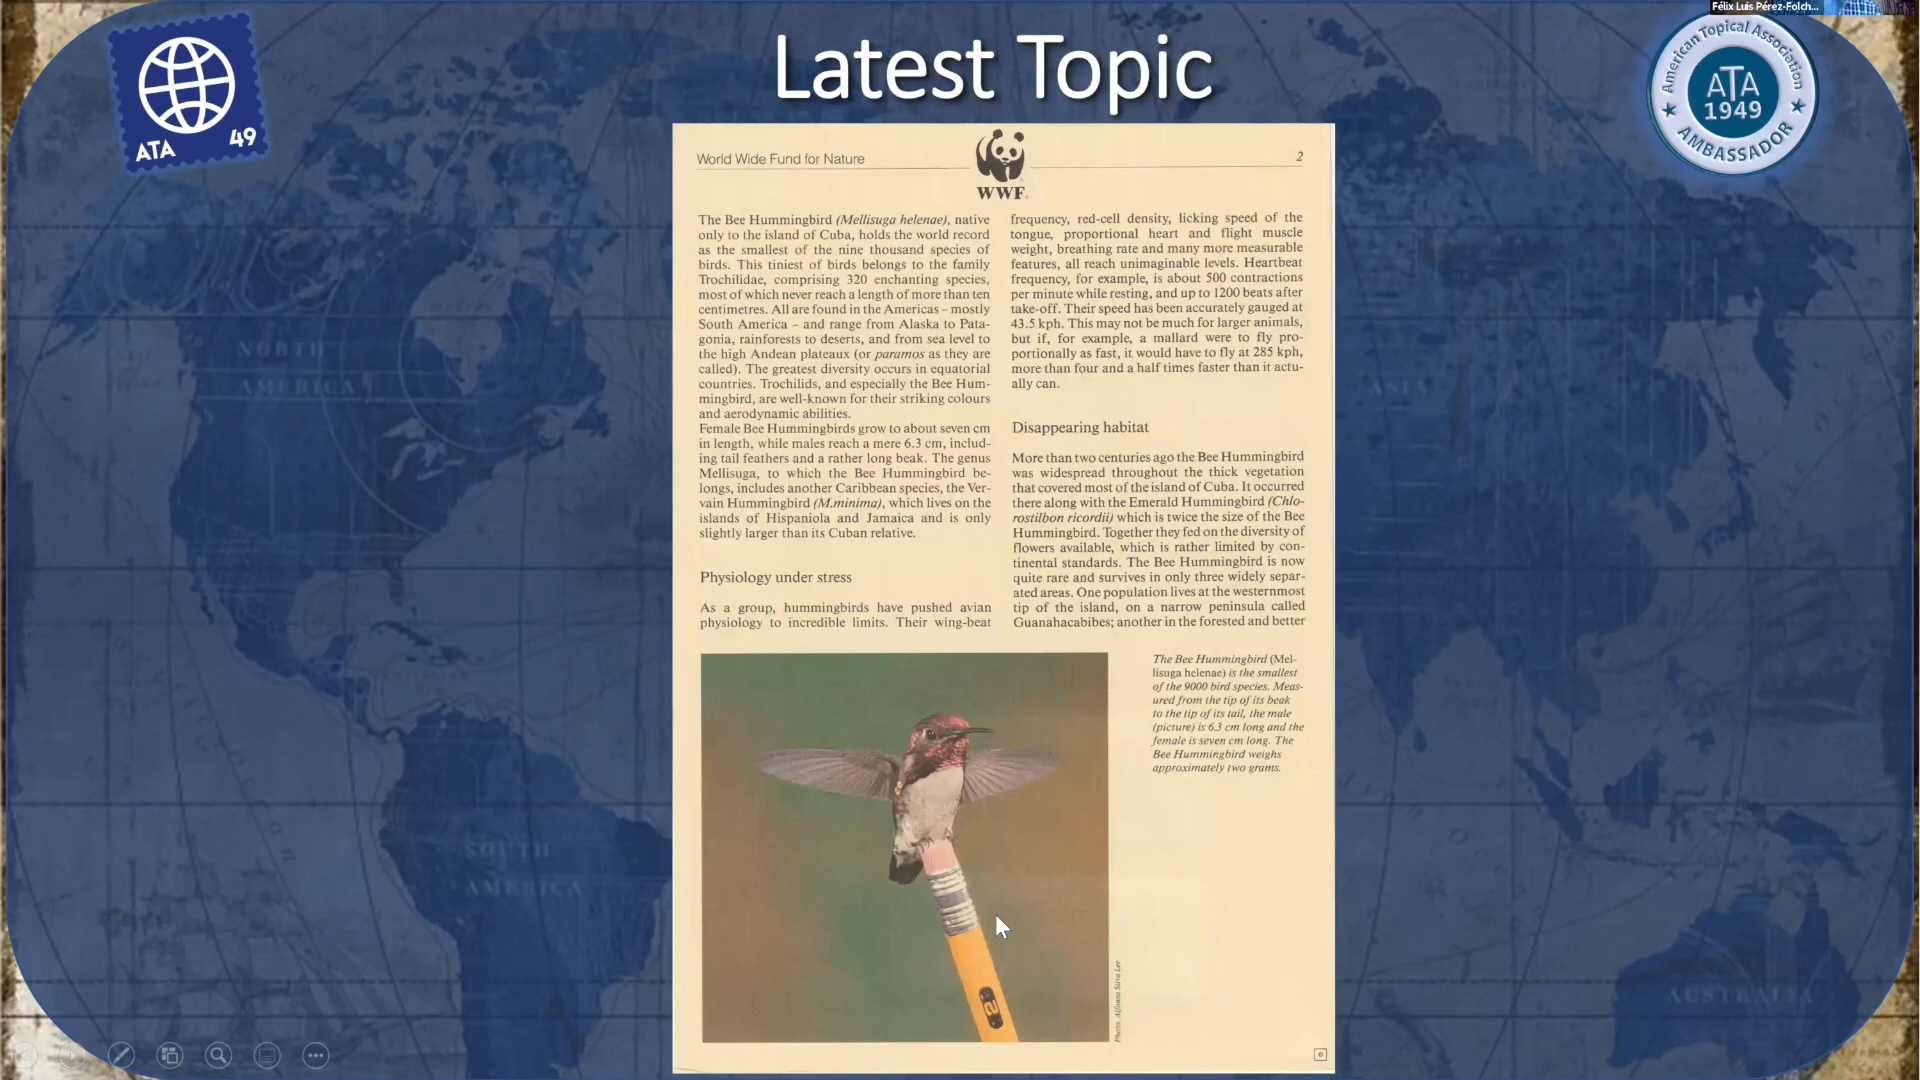 Félix Luis Pérez-Folch...
Latest Topic
ATA 49
American Topical Association
ATA
1949
AMBASSADOR
World Wide Fund for Nature
2
WWF
The Bee Hummingbird (Mellisuga helenae), native
only to the island of Cuba, holds the world record
as the smallest of the nine thousand species of
birds. This tiniest of birds belongs to the family
Trochilidae, comprising 320 enchanting species,
most of which never reach a length of more than ten
centimetres. All are found in the Americas – mostly
South America – and range from Alaska to Pata-
gonia, rainforests to deserts, and from sea level to
the high Andean plateaux (or paramos as they are
called). The greatest diversity occurs in equatorial
countries. Trochilids, and especially the Bee Hum-
mingbird, are well-known for their striking colours
and aerodynamic abilities.
Female Bee Hummingbirds grow to about seven cm
in length, while males reach a mere 6.3 cm, includ-
ing tail feathers and a rather long beak. The genus
Mellisuga, to which the Bee Hummingbird be-
longs, includes another Caribbean species, the Ver-
vain Hummingbird (M.minima), which lives on the
islands of Hispaniola and Jamaica and is only
slightly larger than its Cuban relative.
Physiology under stress
As a group, hummingbirds have pushed avian
physiology to incredible limits. Their wing-beat
frequency, red-cell density, licking speed of the
tongue, proportional heart and flight muscle
weight, breathing rate and many more measurable
features, all reach unimaginable levels. Heartbeat
frequency, for example, is about 500 contractions
per minute while resting, and up to 1200 beats after
take-off. Their speed has been accurately gauged at
43.5 kph. This may not be much for larger animals,
but if, for example, a mallard were to fly pro-
portionally as fast, it would have to fly at 285 kph,
more than four and a half times faster than it actu-
ally can.
Disappearing habitat
More than two centuries ago the Bee Hummingbird
was widespread throughout the thick vegetation
that covered most of the island of Cuba. It occurred
there along with the Emerald Hummingbird (Chlo-
rostilbon ricordii) which is twice the size of the Bee
Hummingbird. Together they fed on the diversity of
flowers available, which is rather limited by con-
tinental standards. The Bee Hummingbird is now
quite rare and survives in only three widely separ-
ated areas. One population lives at the westernmost
tip of the island, on a narrow peninsula called
Guanahacabibes; another in the forested and better
The Bee Hummingbird (Mel-
lisuga helenae) is the smallest
of the 9000 bird species. Meas-
ured from the tip of its beak
to the tip of its tail, the male
(picture) is 6.3 cm long and the
female is seven cm long. The
Bee Hummingbird weighs
approximately two grams.
2
Photo: Alfonso Silva Lee
6
NORTH
AMERICA
SOUTH
AMERICA
ASIA
AUSTRALIA